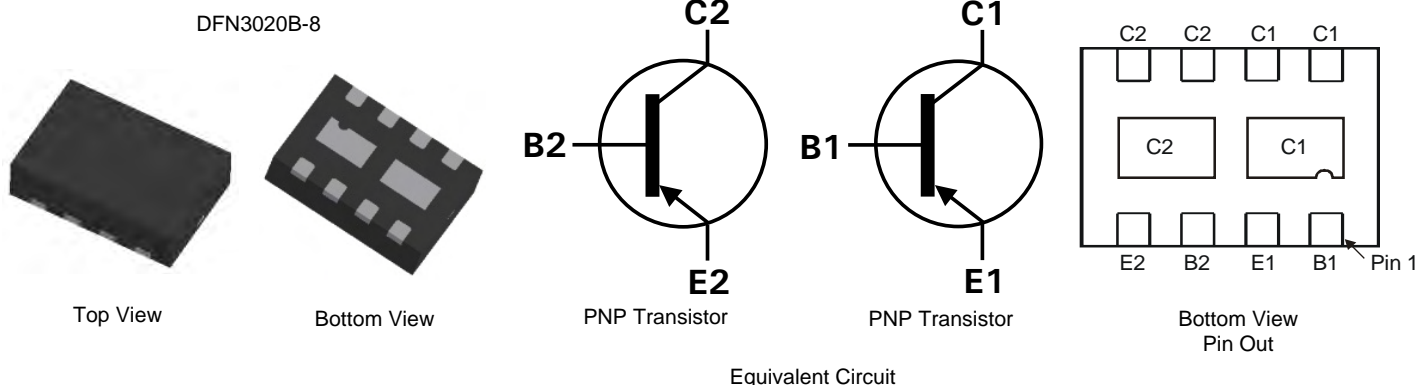 DFN3020B-8
C2
B2
E2
PNP Transistor
C1
B1
E1
PNP Transistor
C2 C2 C1 C1
C2 C1
E2 B2 E1 B1 Pin 1
Top View
Bottom View
Bottom View
Pin Out
Equivalent Circuit